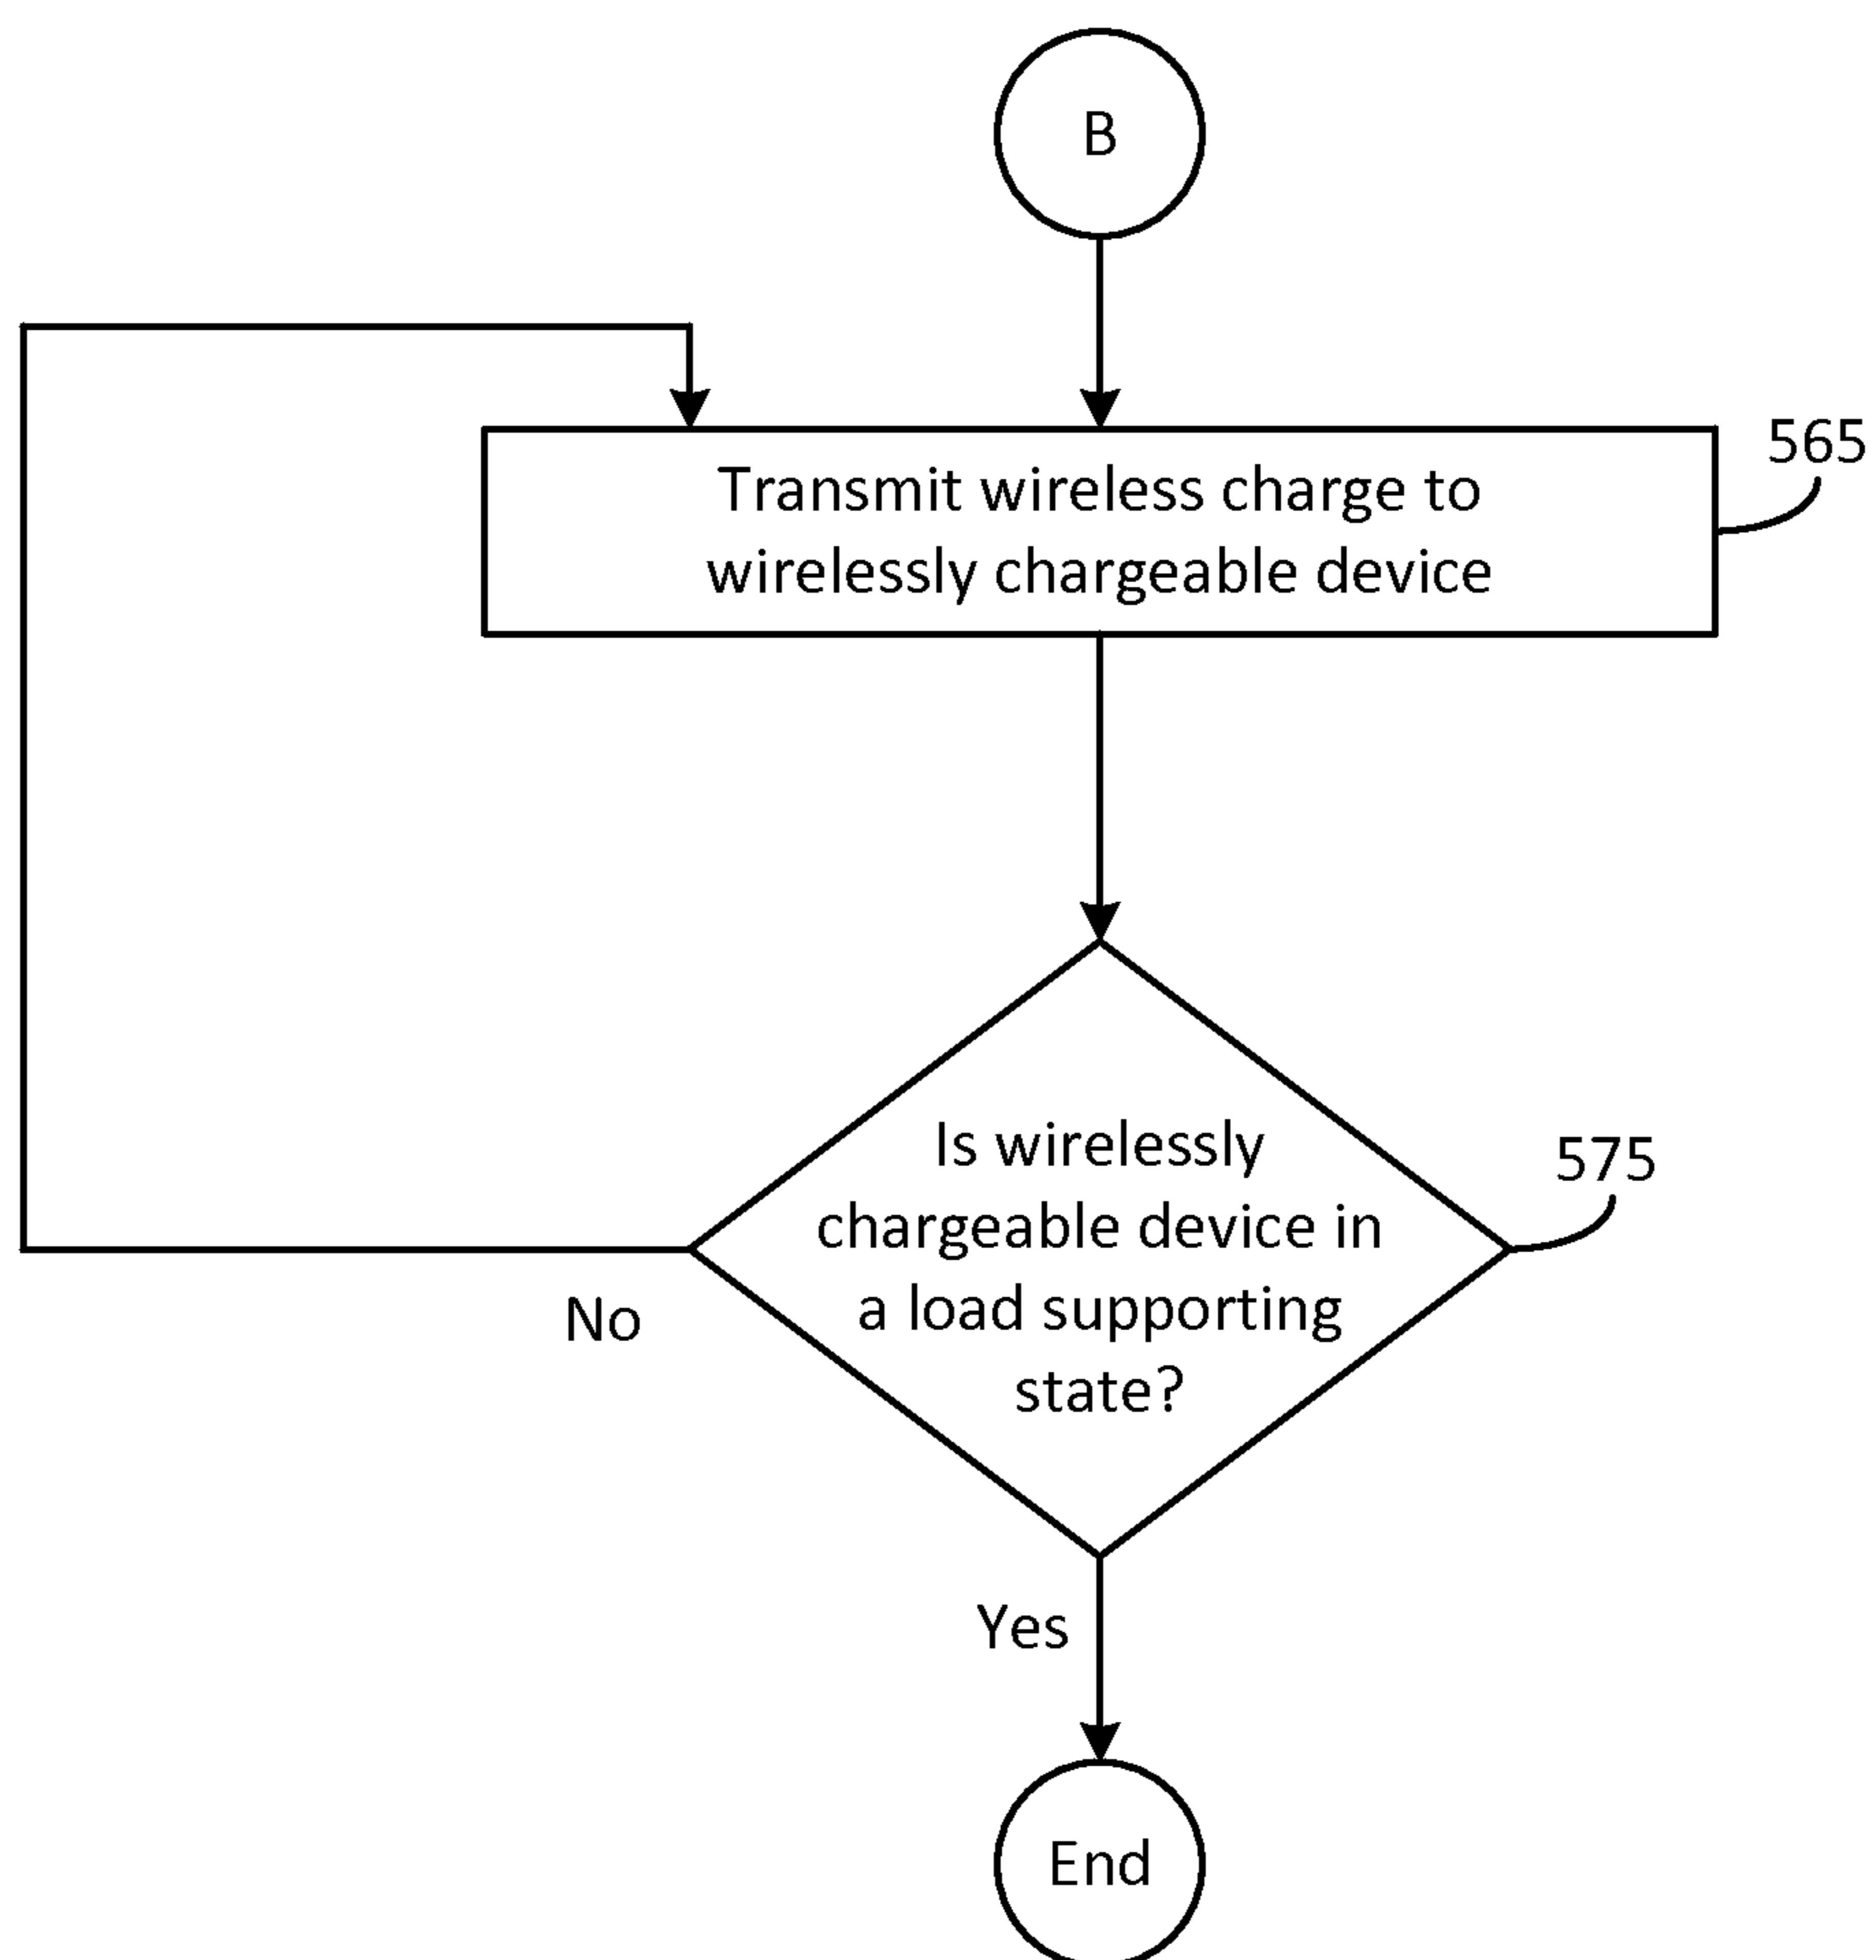 B
565
Transmit wireless charge to
wirelessly chargeable device
575
Is wirelessly
chargeable device in
a load supporting
state?
No
Yes
End